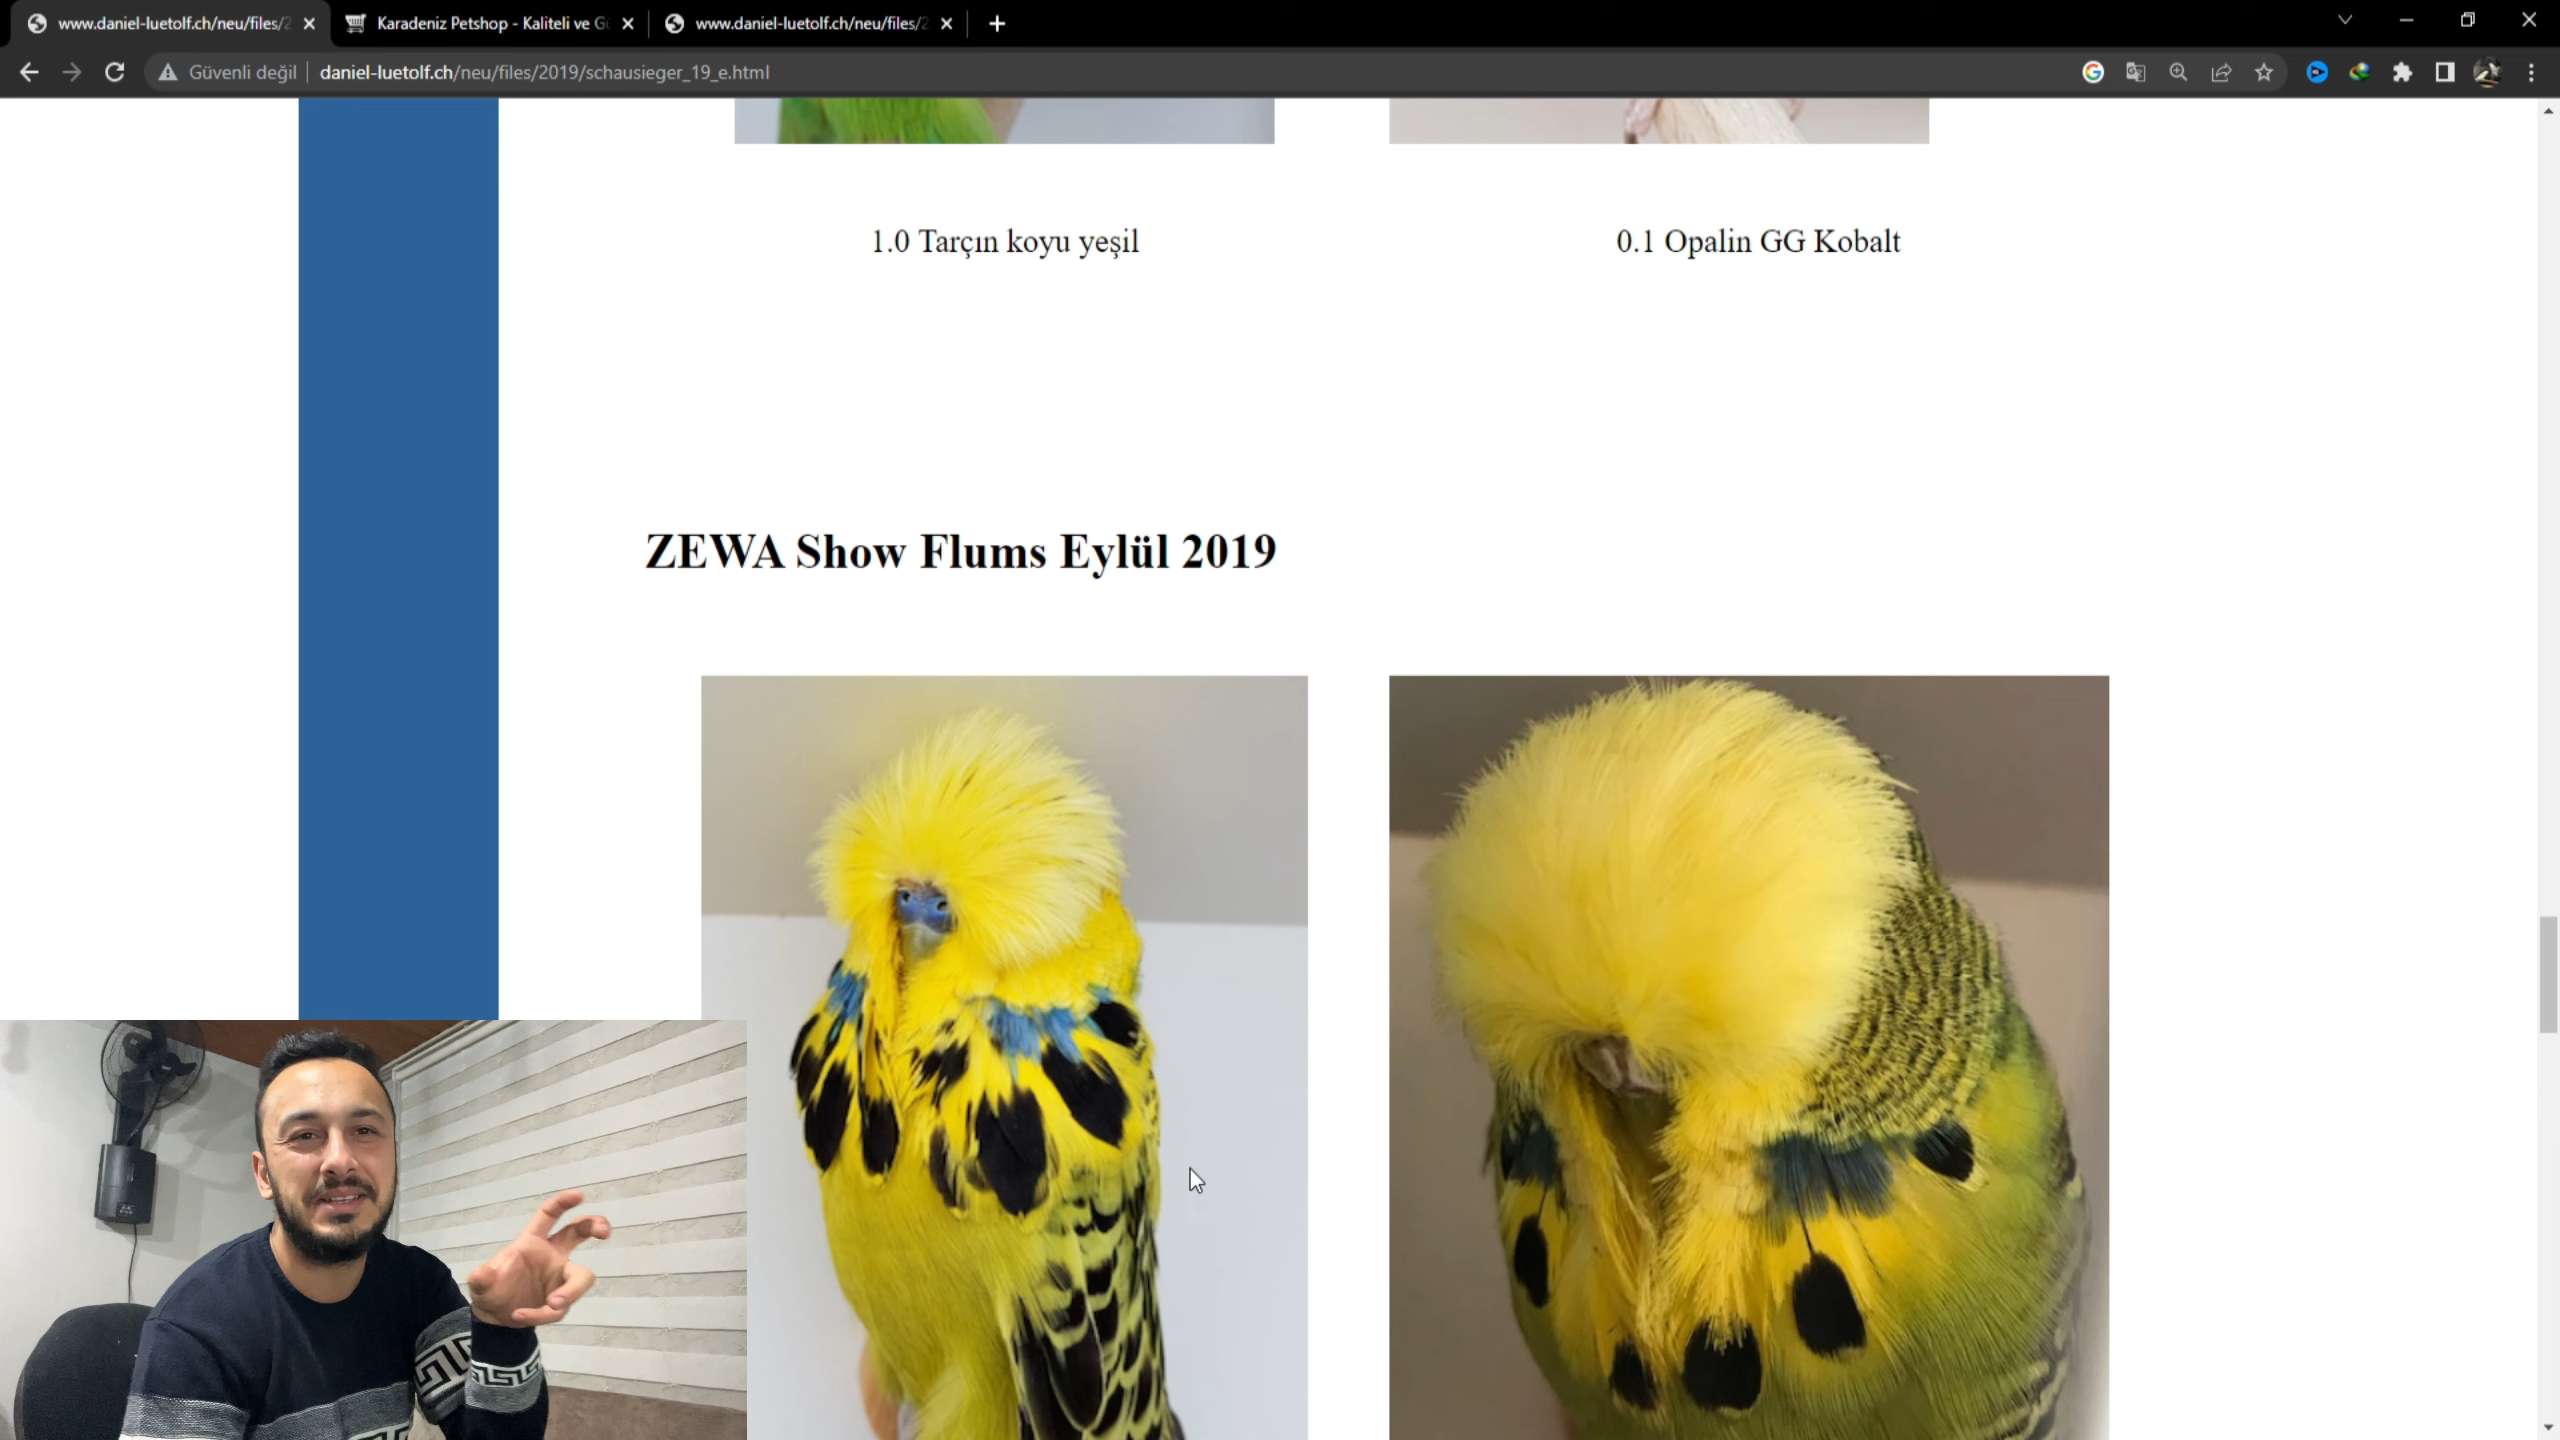 www.daniel-luetolf.ch/neu/files/2
Karadeniz Petshop - Kaliteli ve G
www.daniel-luetolf.ch/neu/files/2
Güvenli değil
daniel-luetolf.ch/neu/files/2019/schausieger_19_e.html
1.0 Tarçın koyu yeşil
0.1 Opalin GG Kobalt
ZEWA Show Flums Eylül 2019